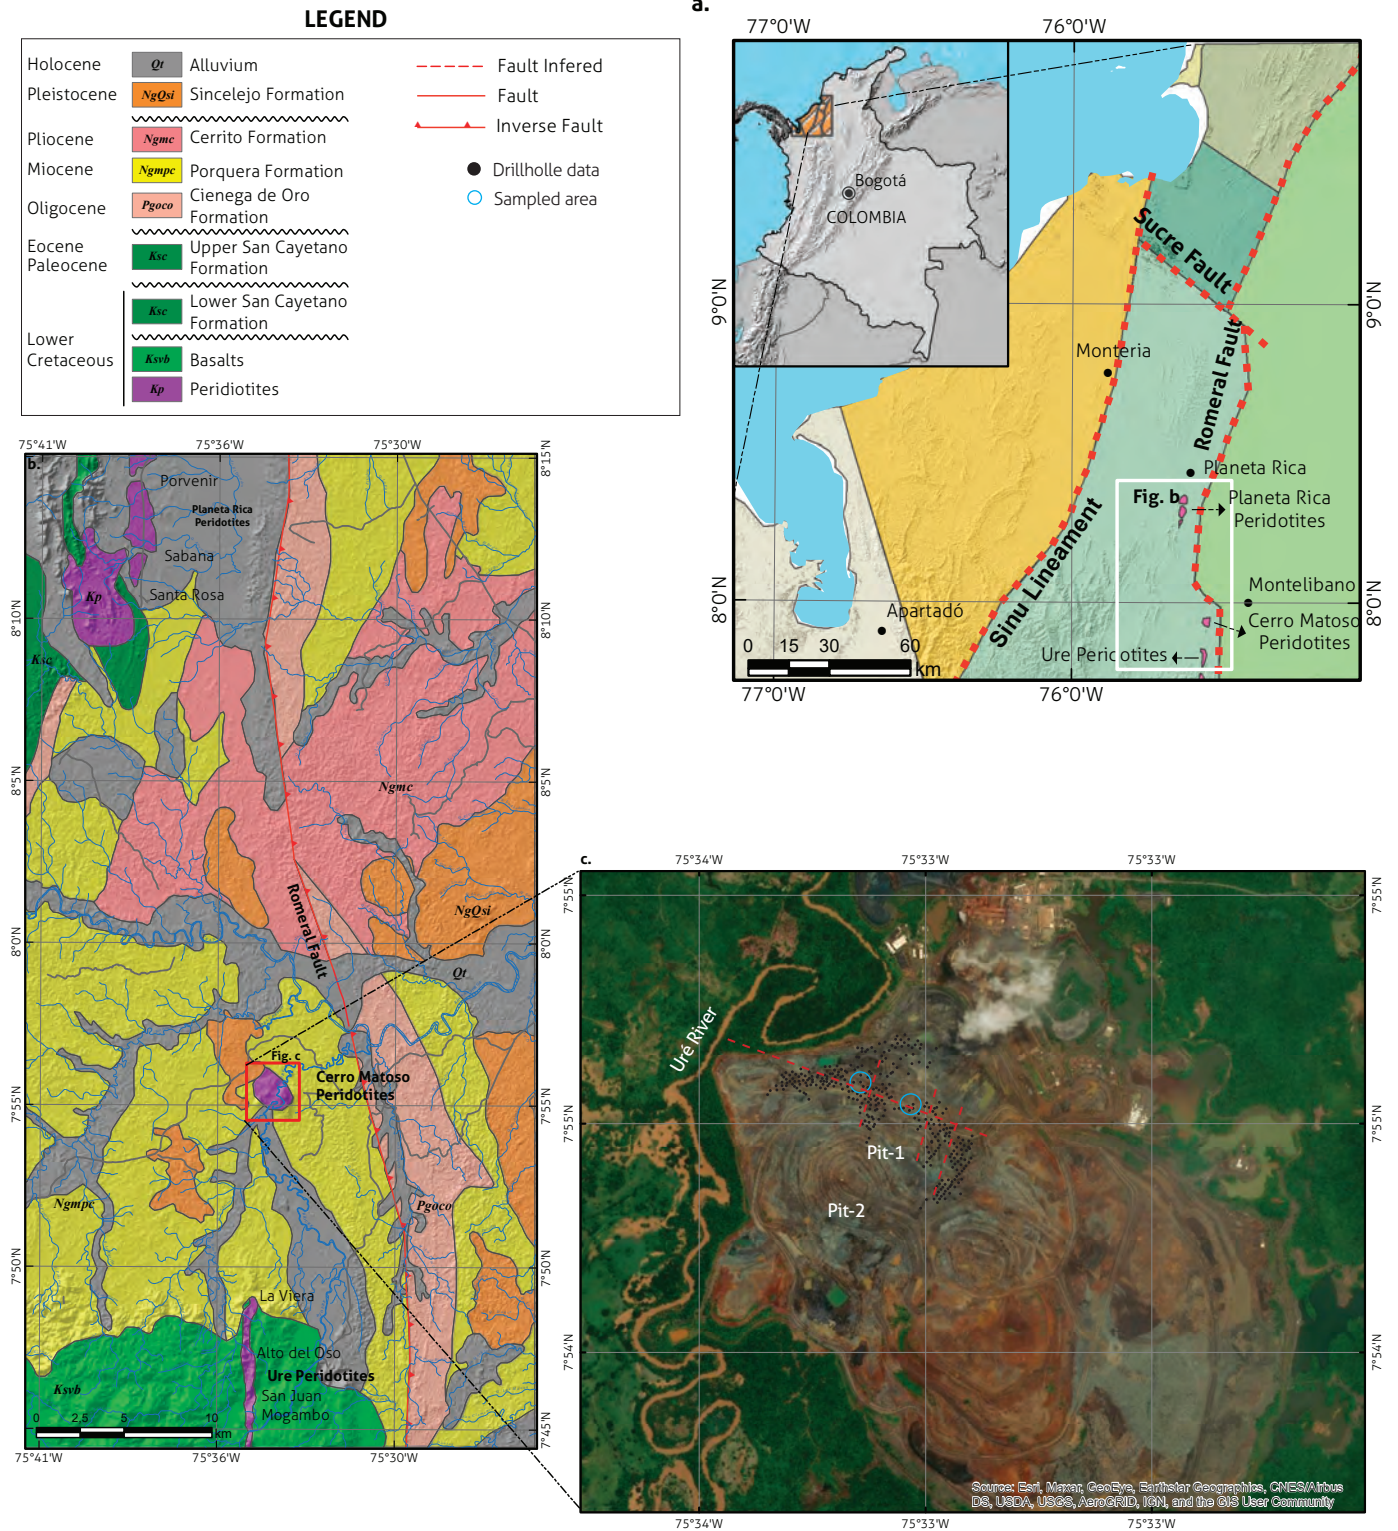 LEGEND
Holocene
Qt
Alluvium
Pleistocene
NgQsi
Sincelejo Formation
Pliocene
Ngmc
Cerrito Formation
Miocene
Ngmpc
Porquera Formation
Oligocene
Pgoco
Cienega de Oro
Formation
Eocene
Paleocene
Ksc
Upper San Cayetano
Formation
Ksc
Lower San Cayetano
Formation
Lower
Cretaceous
Ksvb
Basalts
Kp
Peridiotites
Fault Infered
Fault
Inverse Fault
Drillholle data
Sampled area
a.
77°0'W
76°0'W
Bogotá
COLOMBIA
Sucre Fault
9°0'N
9°0'N
Monteria
Romeral Fault
Planeta Rica
Fig. b
Planeta Rica
Peridotites
Sinu Lineament
8°0'N
8°0'N
Montelibano
Apartadó
Cerro Matoso
Peridotites
Ure Peridotites
0 15 30 60
km
77°0'W
76°0'W
75°41'W
75°36'W
75°30'W
b.
8°15'N
Porvenir
Planeta Rica
Peridotites
Sabana
Kp
Santa Rosa
8°10'N
8°10'N
Ksc
8°5'N
8°5'N
Ngmc
Romeral Fault
NgQsi
8°0'N
8°0'N
Qt
Fig. c
Cerro Matoso
Peridotites
7°55'N
7°55'N
Ngmpc
Pgoco
7°50'N
7°50'N
La Viera
Alto del Oso
Ure Peridotites
Ksvb
San Juan
Mogambo
0 2,5 5 10
km
7°45'N
75°41'W
75°36'W
75°30'W
c.
75°34'W
75°33'W
75°33'W
7°55'N
7°55'N
Uré River
7°55'N
7°55'N
Pit-1
Pit-2
7°54'N
7°54'N
Source: Esri, Maxar, GeoEye, Earthstar Geographics, CNES/Airbus
DS, USDA, USGS, AeroGRID, IGN, and the GIS User Community
75°34'W
75°33'W
75°33'W